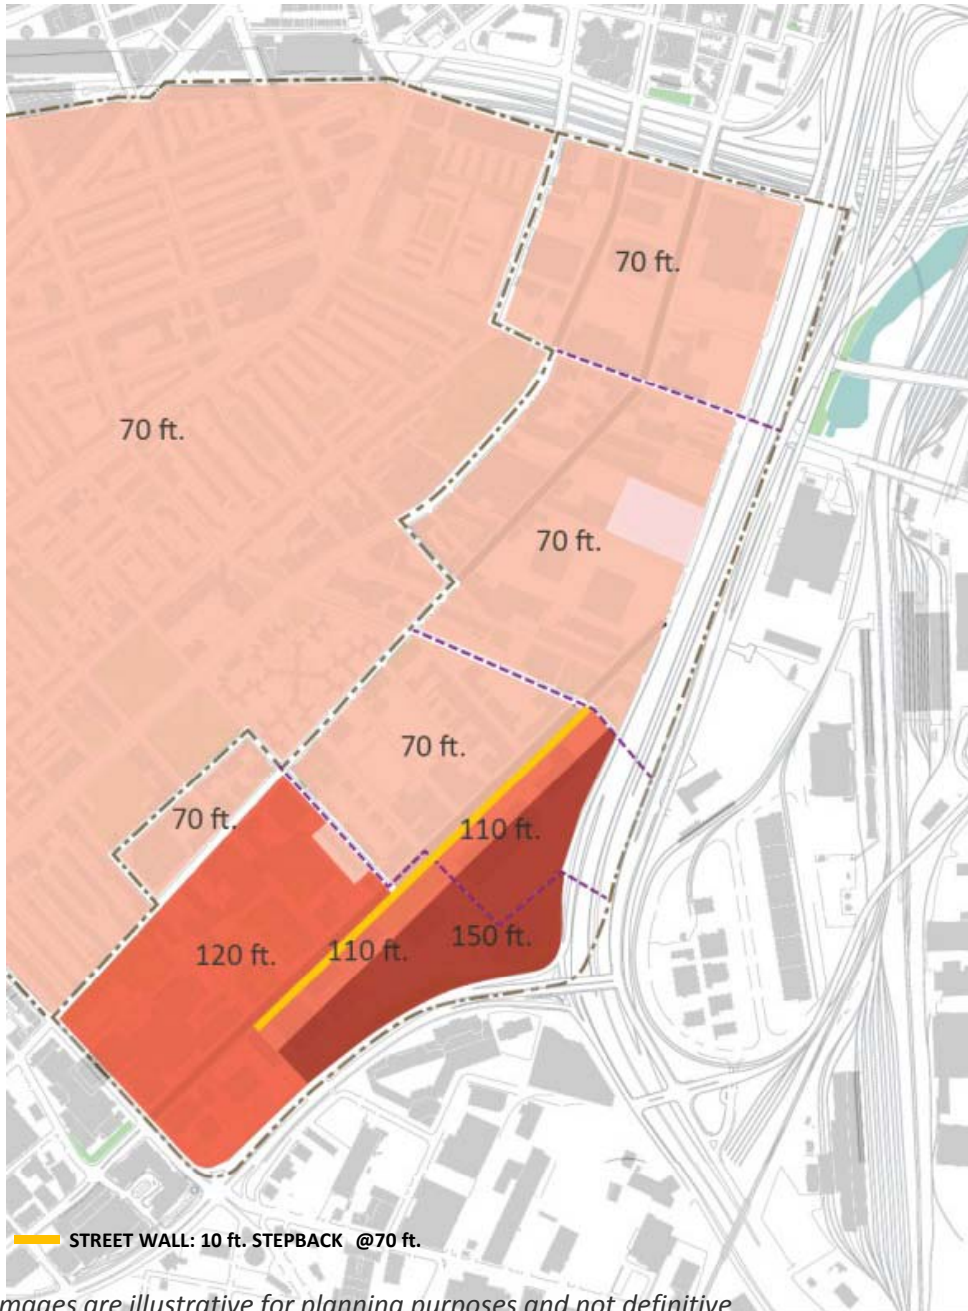 70 ft.
70 ft.
70 ft.
70 ft.
70 ft.
110 ft.
120 ft.
110 ft.
150 ft.
STREET WALL: 10 ft. STEPBACK @70 ft.
mages are illustrative for planning purposes and not definitive